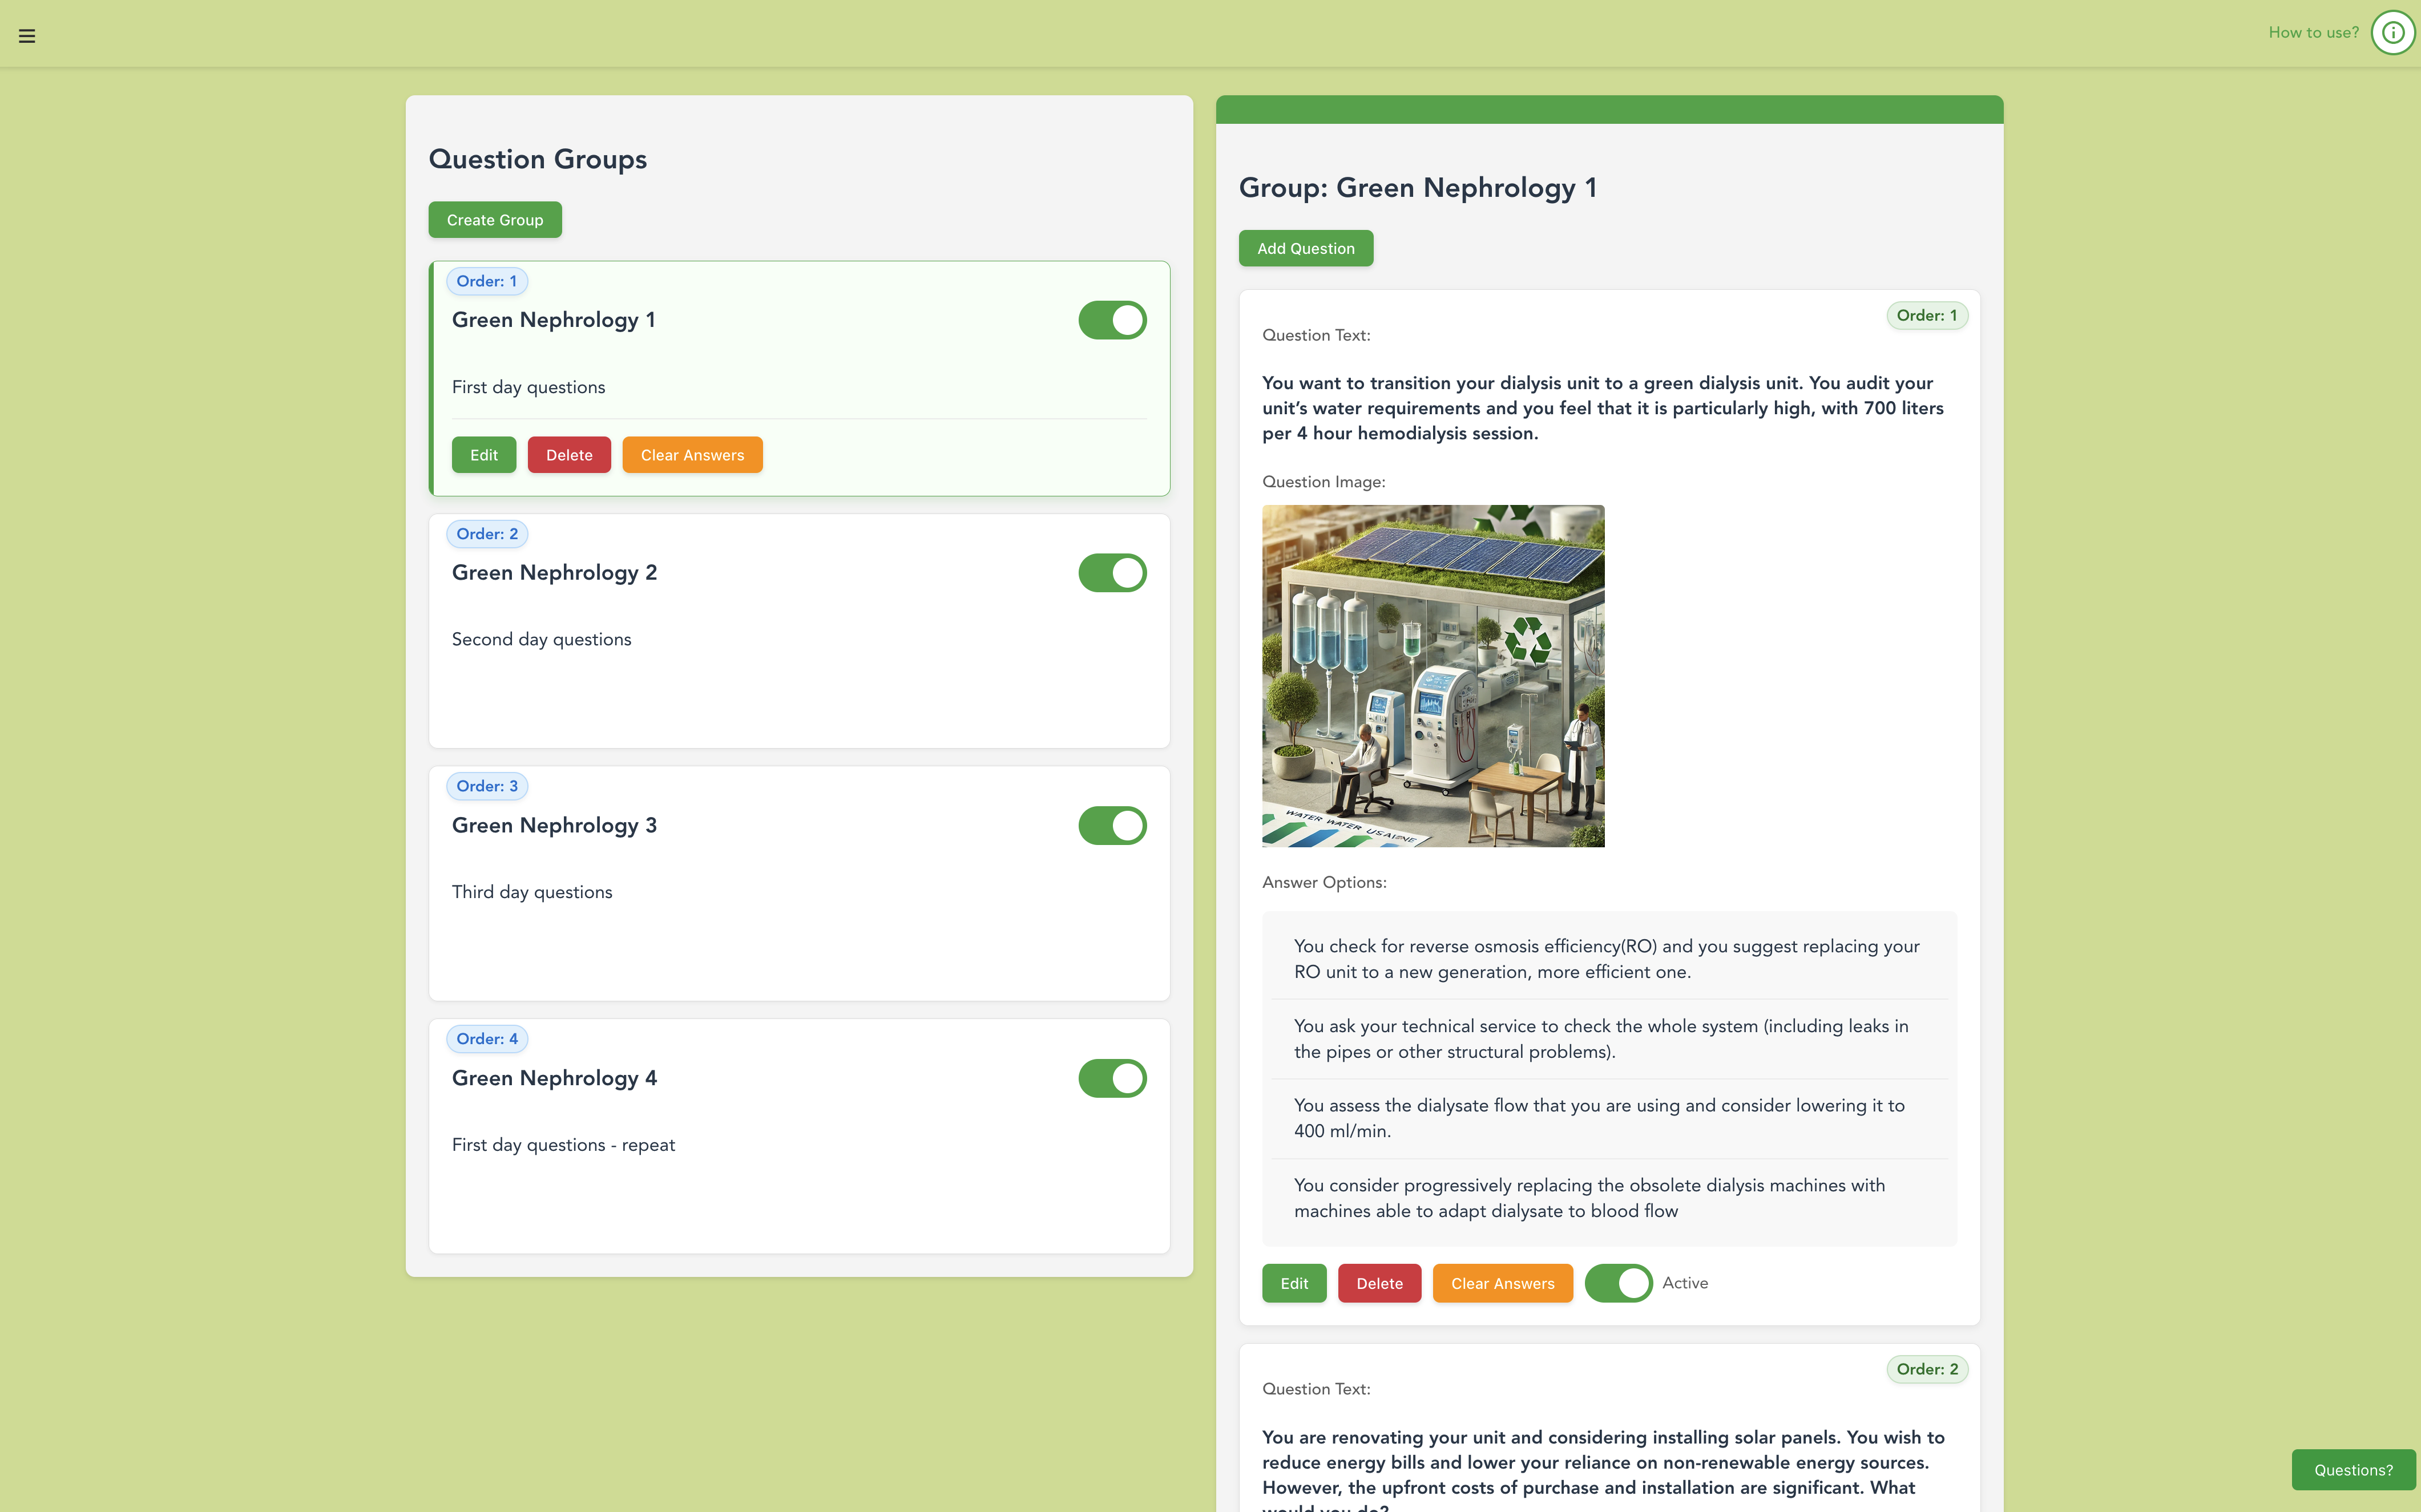 How to use?
Question Groups
Create Group
Order: 1
Green Nephrology 1
First day questions
Edit
Delete
Clear Answers
Order: 2
Green Nephrology 2
Second day questions
Order: 3
Green Nephrology 3
Third day questions
Order: 4
Green Nephrology 4
First day questions - repeat
Group: Green Nephrology 1
Add Question
Order: 1
Question Text:
You want to transition your dialysis unit to a green dialysis unit. You audit your
unit’s water requirements and you feel that it is particularly high, with 700 liters
per 4 hour hemodialysis session.
Question Image:
WATER WATER USAENE
Answer Options:
You check for reverse osmosis efficiency(RO) and you suggest replacing your
RO unit to a new generation, more efficient one.
You ask your technical service to check the whole system (including leaks in
the pipes or other structural problems).
You assess the dialysate flow that you are using and consider lowering it to
400 ml/min.
You consider progressively replacing the obsolete dialysis machines with
machines able to adapt dialysate to blood flow
Edit
Delete
Clear Answers
Active
Order: 2
Question Text:
You are renovating your unit and considering installing solar panels. You wish to
reduce energy bills and lower your reliance on non-renewable energy sources.
However, the upfront costs of purchase and installation are significant. What
would you do?
Questions?